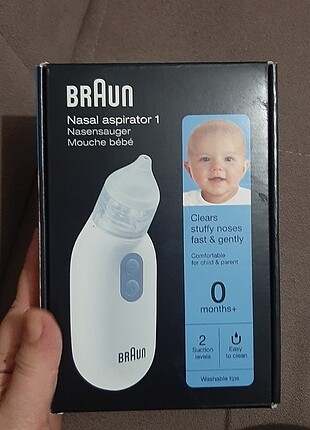 BRAUN
Nasal aspirator 1
Nasensauger
Mouche bébé
Clears
stuffy noses
fast & gently
Comfortable
for child & parent
0
months+
2
Suction
levels
Easy
to clean
Washable tips
BRAUN